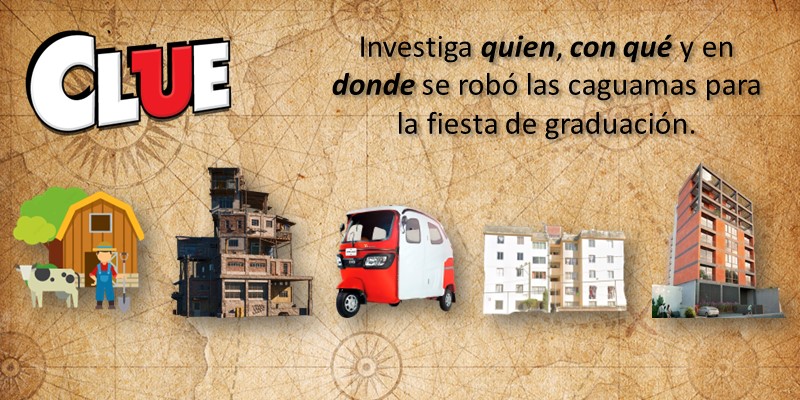 CLUE
Investiga quien, con qué y en
donde se robó las caguamas para
la fiesta de graduación.